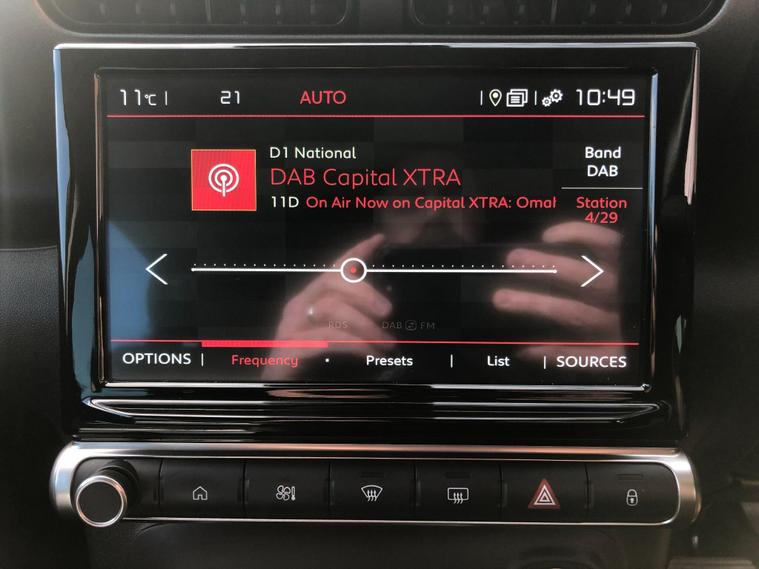 11°C | 21 AUTO | | 10:49
D1 National
DAB Capital XTRA
11D On Air Now on Capital XTRA: Omar
Band
DAB
Station
4/29
RDS DAB FM
OPTIONS | Frequency · Presets | List | SOURCES